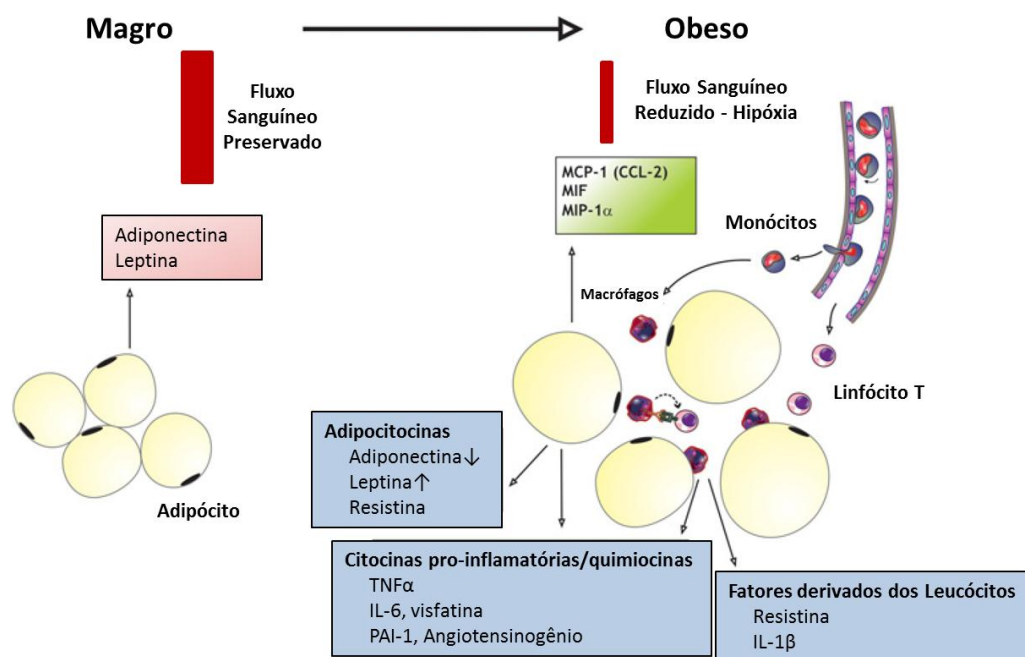 Magro
Obeso
Fluxo
Sanguíneo
Preservado
Fluxo Sanguíneo
Reduzido - Hipóxia
MCP-1 (CCL-2)
MIF
MIP-1α
Monócitos
Adiponectina
Leptina
Macrófagos
Linfócito T
Adipócito
Adipocitocinas
Adiponectina↓
Leptina↑
Resistina
Citocinas pro-inflamatórias/quimiocinas
TNFα
IL-6, visfatina
PAI-1, Angiotensinogênio
Fatores derivados dos Leucócitos
Resistina
IL-1β